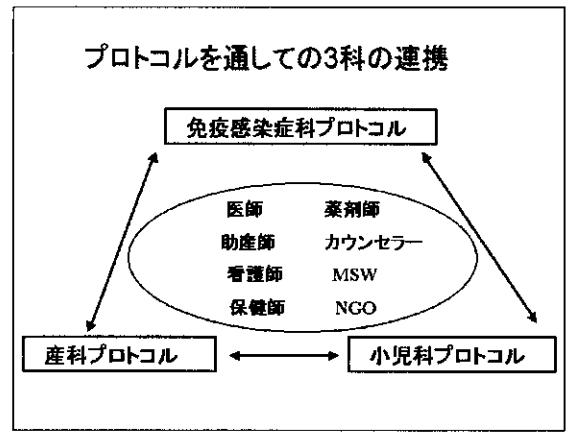 プロトコルを通しての3科の連携
免疫感染症科プロトコル
医師 薬剤師
助産師 カウンセラー
看護師 MSW
保健師 NGO
産科プロトコル 小児科プロトコル